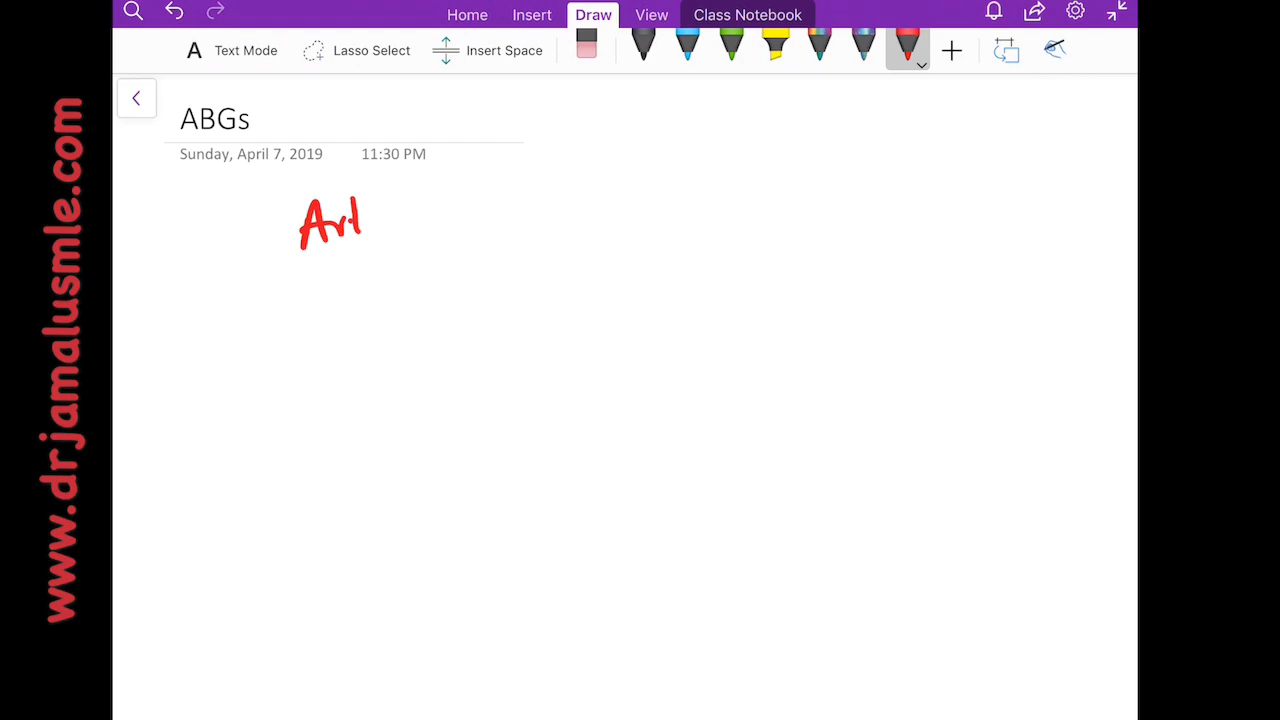 Home Insert Draw View Class Notebook
A Text Mode Lasso Select Insert Space
ABGs
Sunday, April 7, 2019 11:30 PM
Art
www.drjamalusmle.com